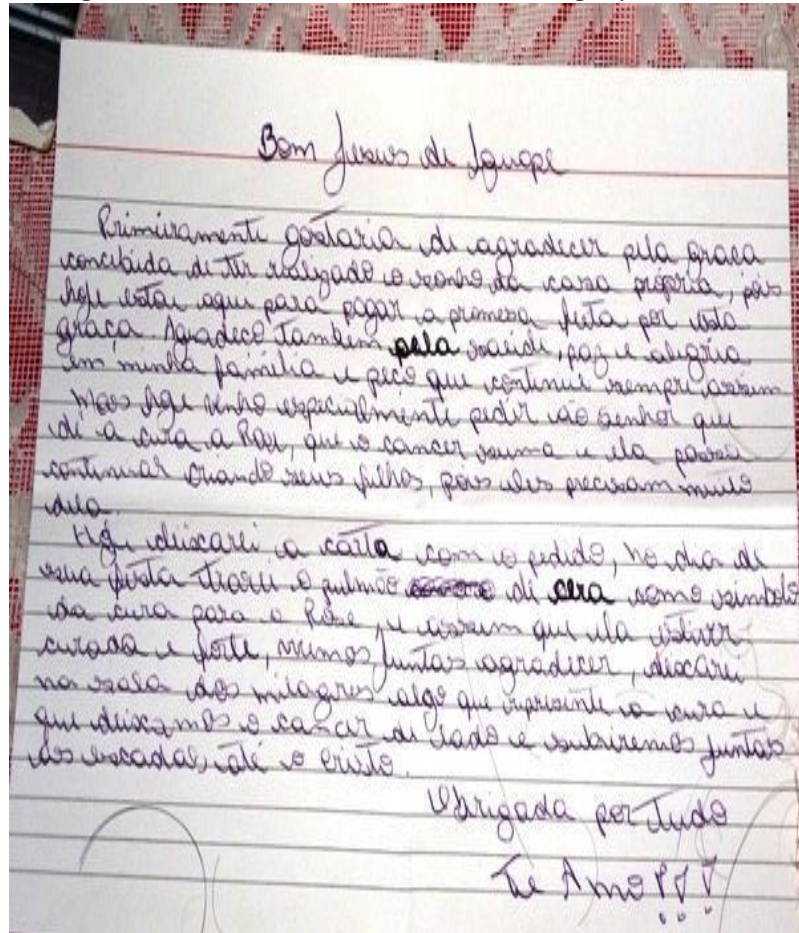 Bom Jesus de Iguape
Primeiramente gostaria de agradecer pela graça
concebida de ter realizado o sonho da casa própria, pois
hoje estou aqui para pagar a promessa feita por esta
graça. Agradeço também pela saúde, paz e alegria
em minha família e peço que continue sempre assim
mas hoje venho especialmente pedir ao Senhor que
dê a cura a Rose, que o cancer suma e ela possa
continuar criando seus filhos, pois eles precisam muito
dela.
Hoje deixarei a carta com o pedido, no dia de
sua festa trarei o pulmão de cera como simbolo
da cura para a Rose, e assim que ela estiver
curada e forte, viremos juntas agradecer, deixarei
na sala dos milagres algo que represente a cura e
que deixamos o cancer de lado e subiremos juntas
as escadas até o Cristo.
Obrigada por tudo
Te Amo!!!